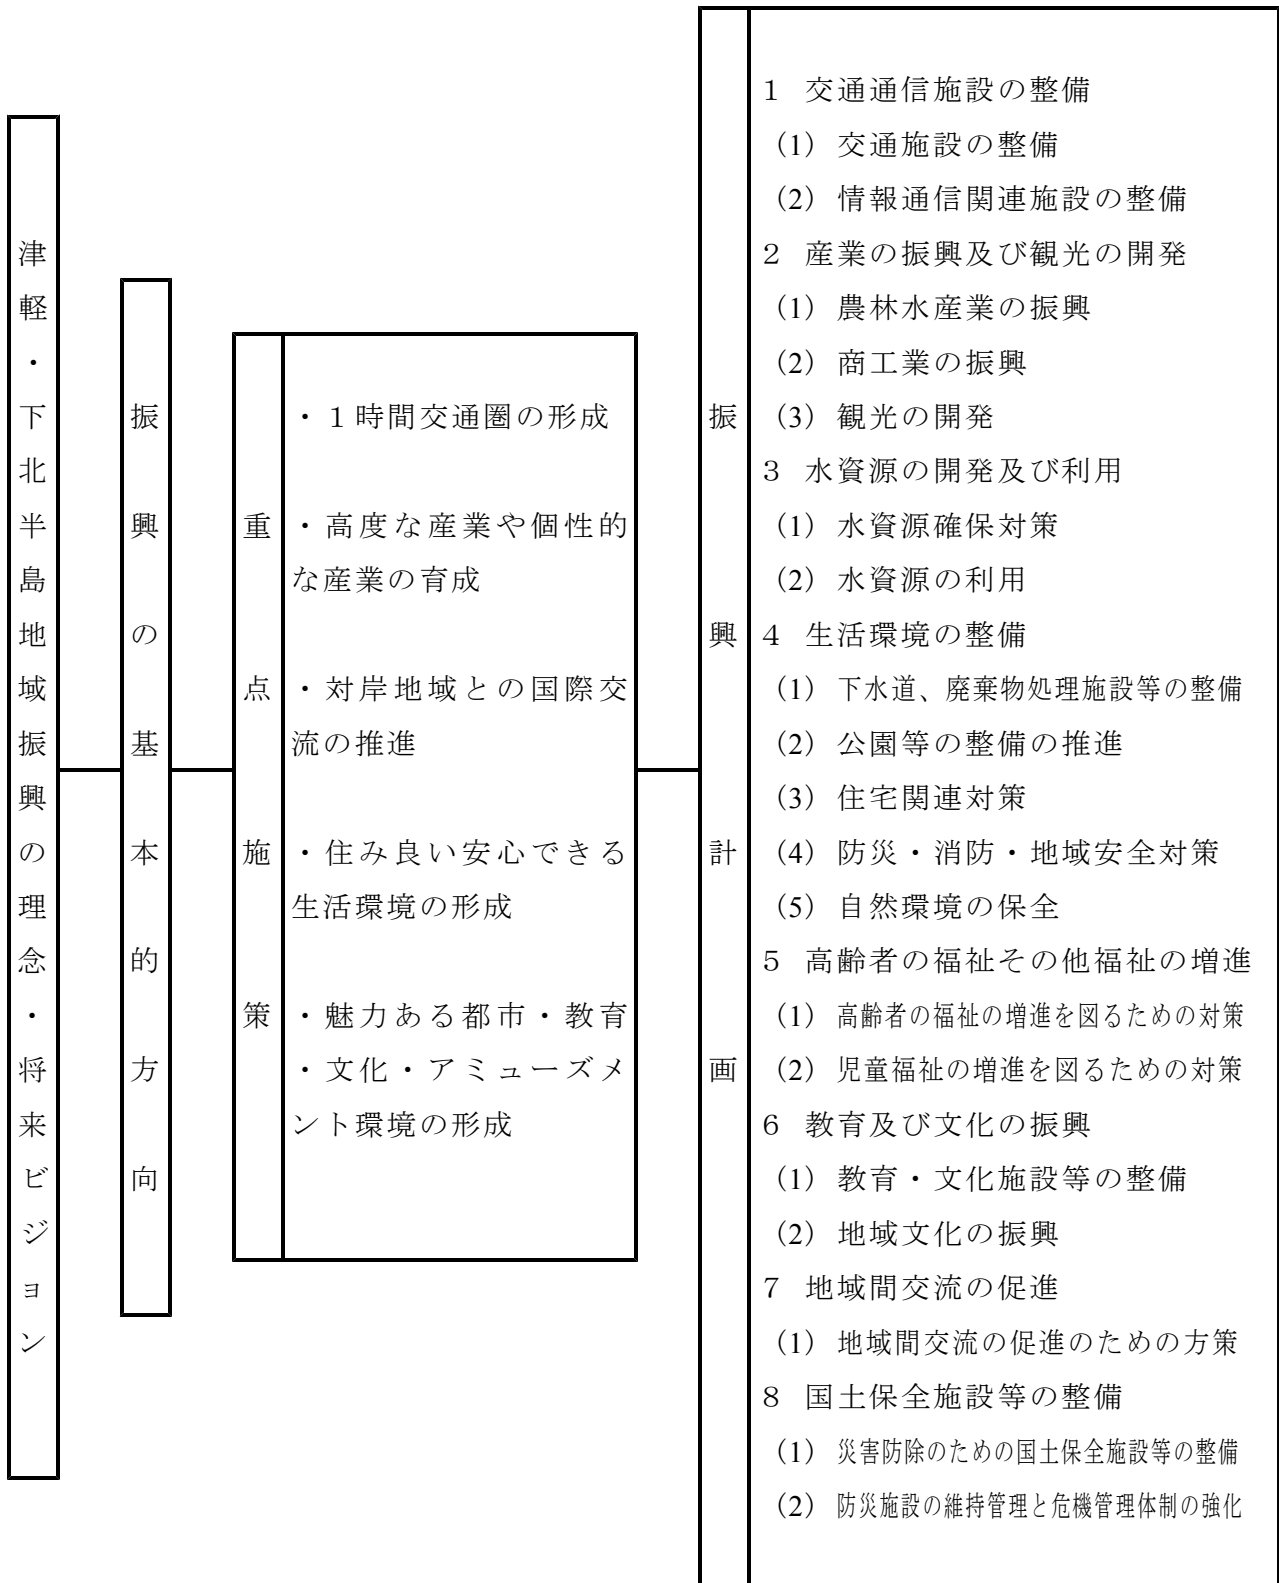 津軽・下北半島地域振興の理念・将来ビジョン
振興の基本的方向
重点施策
・１時間交通圏の形成
・高度な産業や個性的
な産業の育成
・対岸地域との国際交
流の推進
・住み良い安心できる
生活環境の形成
・魅力ある都市・教育
・文化・アミューズメ
ント環境の形成
振興計画
１ 交通通信施設の整備
（1）交通施設の整備
（2）情報通信関連施設の整備
２ 産業の振興及び観光の開発
（1）農林水産業の振興
（2）商工業の振興
（3）観光の開発
３ 水資源の開発及び利用
（1）水資源確保対策
（2）水資源の利用
４ 生活環境の整備
（1）下水道、廃棄物処理施設等の整備
（2）公園等の整備の推進
（3）住宅関連対策
（4）防災・消防・地域安全対策
（5）自然環境の保全
５ 高齢者の福祉その他福祉の増進
（1）高齢者の福祉の増進を図るための対策
（2）児童福祉の増進を図るための対策
６ 教育及び文化の振興
（1）教育・文化施設等の整備
（2）地域文化の振興
７ 地域間交流の促進
（1）地域間交流の促進のための方策
８ 国土保全施設等の整備
（1）災害防除のための国土保全施設等の整備
（2）防災施設の維持管理と危機管理体制の強化